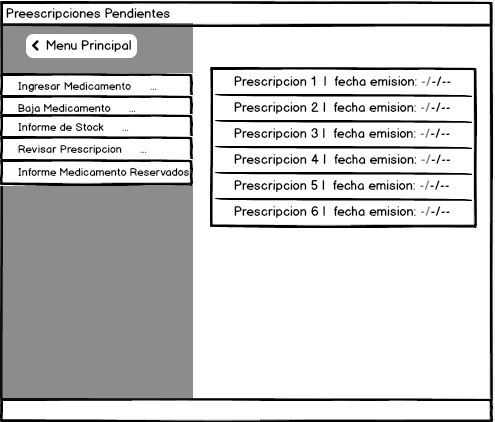 Preescripciones Pendientes
Menu Principal
Ingresar Medicamento ...
Baja Medicamento ...
Informe de Stock ...
Revisar Prescripcion ...
Informe Medicamento Reservados
Prescripcion 1 | fecha emision: -/-/--
Prescripcion 2 | fecha emision: -/-/--
Prescripcion 3 | fecha emision: -/-/--
Prescripcion 4 | fecha emision: -/-/--
Prescripcion 5 | fecha emision: -/-/--
Prescripcion 6 | fecha emision: -/-/--